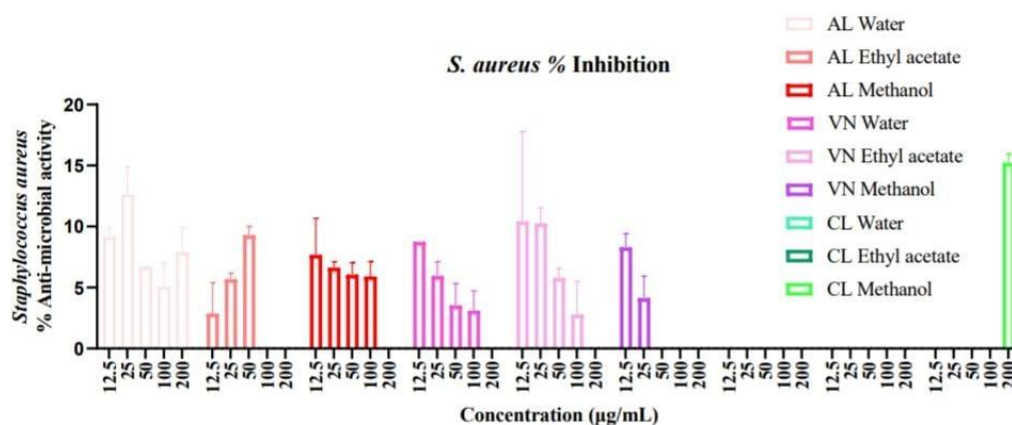 S. aureus % Inhibition
AL Water
AL Ethyl acetate
AL Methanol
VN Water
VN Ethyl acetate
VN Methanol
CL Water
CL Ethyl acetate
CL Methanol
Staphylococcus aureus
% Anti-microbial activity
20
15
10
5
0
12.5 25 50 100 200 12.5 25 50 100 200 12.5 25 50 100 200 12.5 25 50 100 200 12.5 25 50 100 200 12.5 25 50 100 200 12.5 25 50 100 200 12.5 25 50 100 200 12.5 25 50 100 200
Concentration (µg/mL)